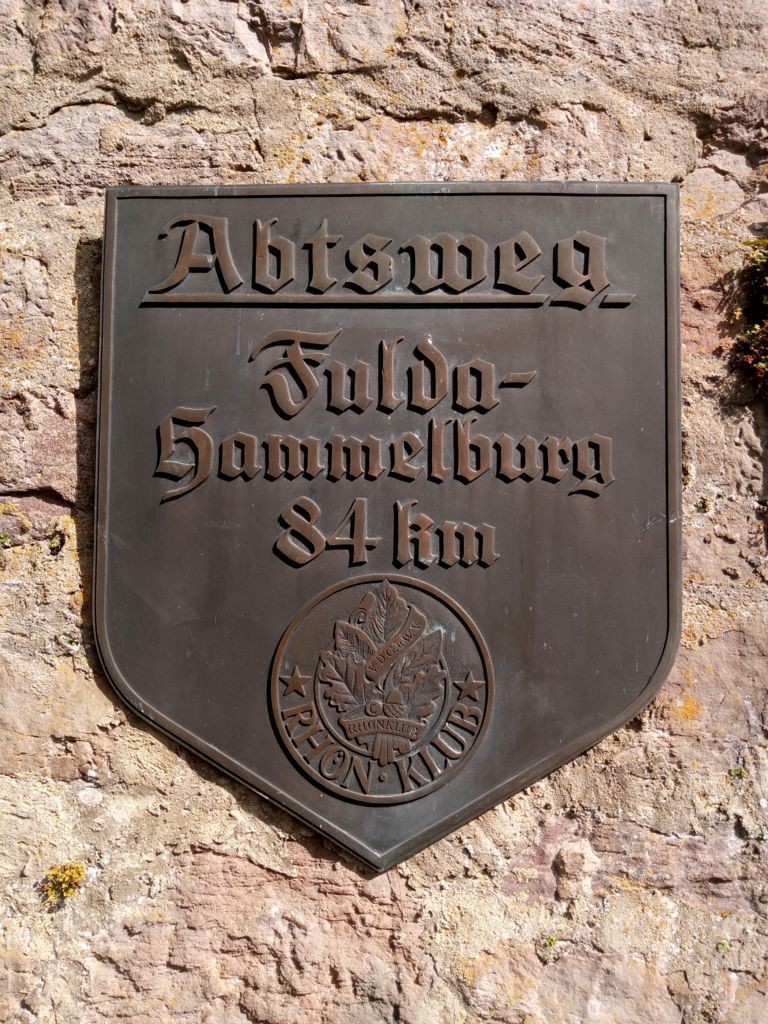 Abtsweg
Fulda-
Hammelburg
84 km
RHÖNKLUB
RHÖN · KLUB